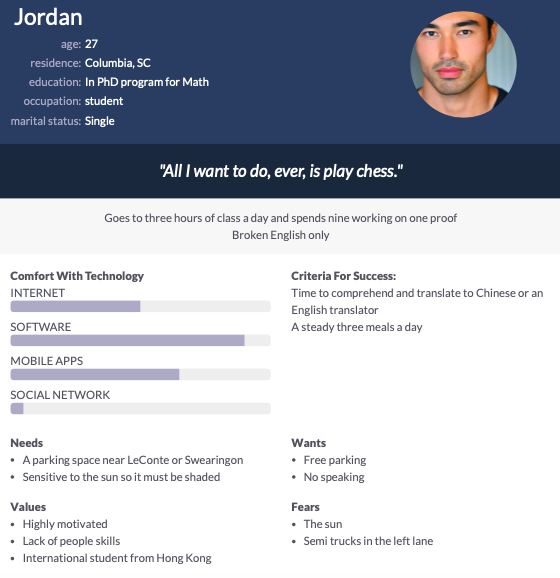 Jordan
age: 27
residence: Columbia, SC
education: In PhD program for Math
occupation: student
marital status: Single
"All I want to do, ever, is play chess."
Goes to three hours of class a day and spends nine working on one proof
Broken English only
Comfort With Technology
INTERNET
SOFTWARE
MOBILE APPS
SOCIAL NETWORK
Criteria For Success:
Time to comprehend and translate to Chinese or an
English translator
A steady three meals a day
Needs
• A parking space near LeConte or Swearingon
• Sensitive to the sun so it must be shaded
Wants
• Free parking
• No speaking
Values
• Highly motivated
• Lack of people skills
• International student from Hong Kong
Fears
• The sun
• Semi trucks in the left lane